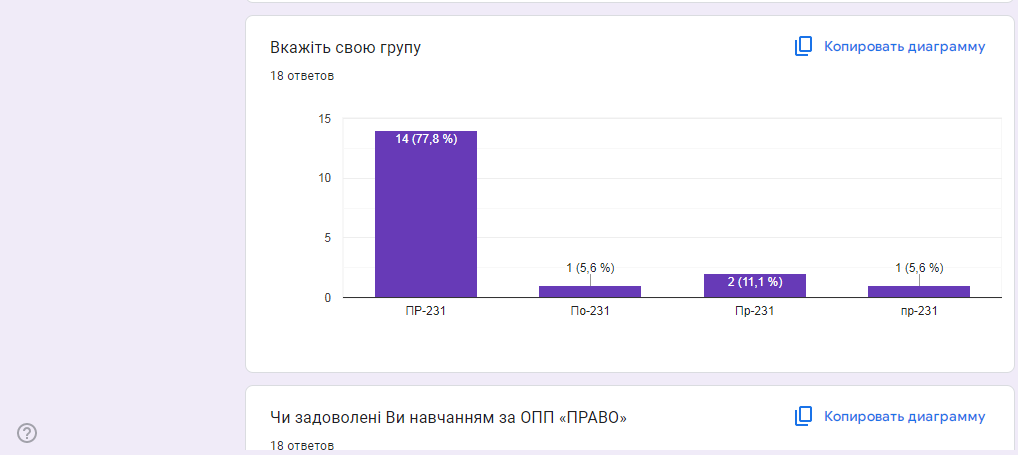 Вкажіть свою групу
Копировать диаграмму
18 ответов
15
10
5
0
14 (77,8 %)
1 (5,6 %)
2 (11,1 %)
1 (5,6 %)
ПР-231
По-231
Пр-231
пр-231
Чи задоволені Ви навчанням за ОПП «ПРАВО»
Копировать диаграмму
18 ответов